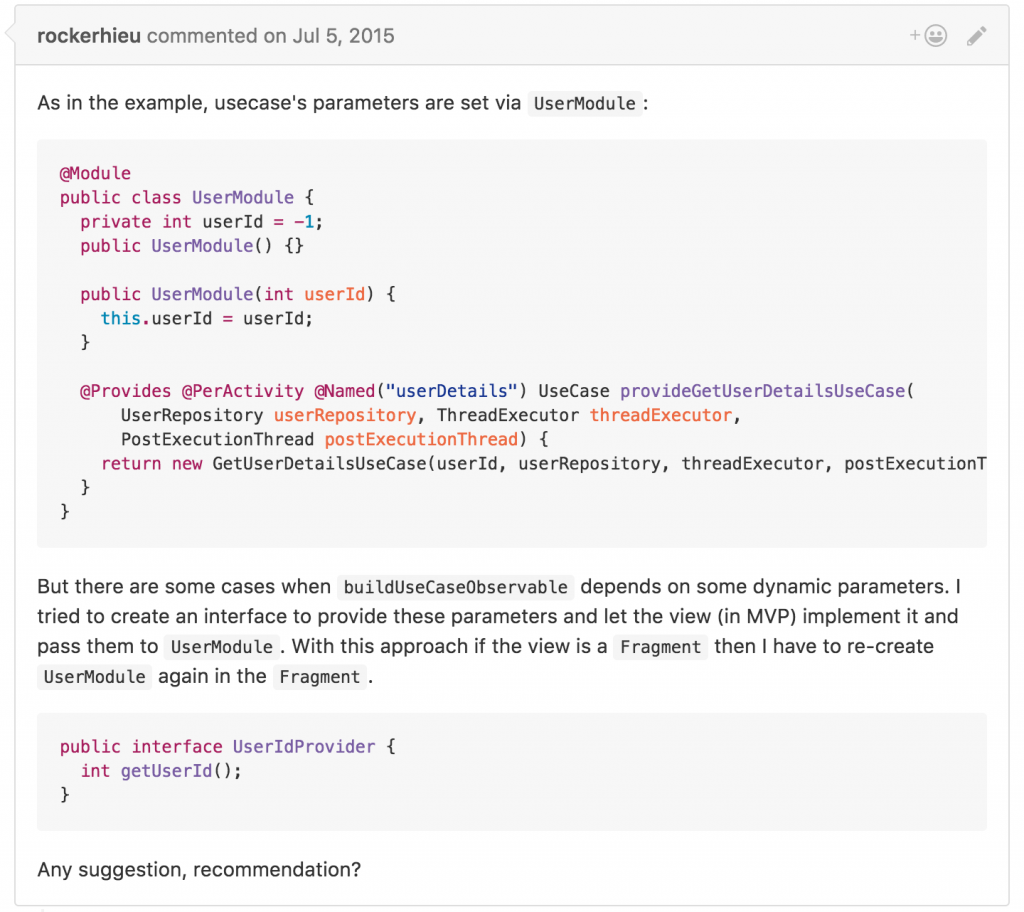 rockerhieu commented on Jul 5, 2015
As in the example, usecase's parameters are set via UserModule :
@Module
public class UserModule {
  private int userId = -1;
  public UserModule() {}

  public UserModule(int userId) {
    this.userId = userId;
  }

  @Provides @PerActivity @Named("userDetails") UseCase provideGetUserDetailsUseCase(
      UserRepository userRepository, ThreadExecutor threadExecutor,
      PostExecutionThread postExecutionThread) {
    return new GetUserDetailsUseCase(userId, userRepository, threadExecutor, postExecutionT
  }
}
But there are some cases when buildUseCaseObservable depends on some dynamic parameters. I
tried to create an interface to provide these parameters and let the view (in MVP) implement it and
pass them to UserModule . With this approach if the view is a Fragment then I have to re-create
UserModule again in the Fragment .
public interface UserIdProvider {
  int getUserId();
}
Any suggestion, recommendation?